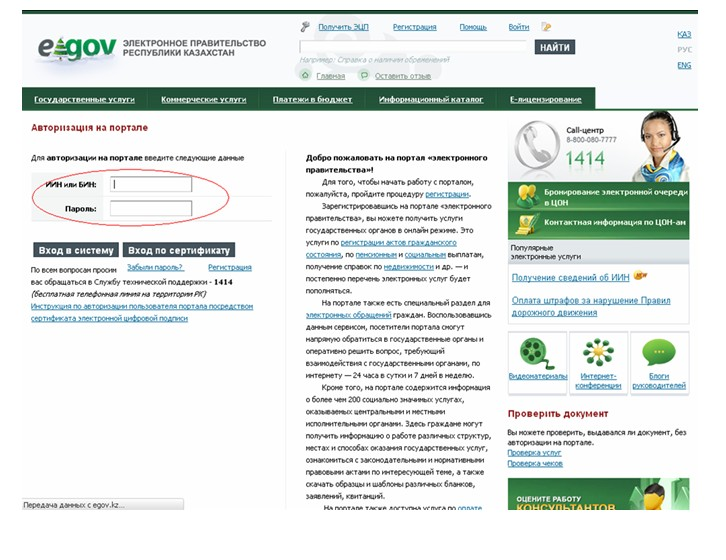 Получить ЭЦП Регистрация Помощь Войти
ҚАЗ
РУС
ENG
egov ЭЛЕКТРОННОЕ ПРАВИТЕЛЬСТВО
РЕСПУБЛИКИ КАЗАХСТАН
НАЙТИ
Например: Справка о наличии обременений
Главная Оставить отзыв
Государственные услуги Коммерческие услуги Платежи в бюджет Информационный каталог Е-лицензирование
Авторизация на портале
Для авторизации на портале введите следующие данные
ИИН или БИН:
Пароль:
Вход в систему Вход по сертификату
Забыли пароль? Регистрация
По всем вопросам просим
вас обращаться в Службу технической поддержки - 1414
(бесплатная телефонная линия на территории РК)
Инструкция по авторизации пользователя портала посредством
сертификата электронной цифровой подписи
Добро пожаловать на портал «электронного
правительства»!
Для того, чтобы начать работу с порталом,
пожалуйста, пройдите процедуру регистрации.
Зарегистрировавшись на портале «электронного
правительства», вы можете получить услуги
государственных органов в онлайн режиме. Это
услуги по регистрации актов гражданского
состояния, по пенсионным и социальным выплатам,
получение справок по недвижимости и др. — и
постепенно перечень электронных услуг будет
пополняться.
На портале также есть специальный раздел для
электронных обращений граждан. Воспользовавшись
данным сервисом, посетители портала смогут
напрямую обратиться в государственные органы и
оперативно решить вопрос, требующий
взаимодействия с государственными органами, по
интернету — 24 часа в сутки и 7 дней в неделю.
Кроме того, на портале содержится информация
о более чем 200 социально значимых услугах,
оказываемых центральными и местными
исполнительными органами. Здесь граждане могут
получить информацию о работе различных структур,
местах и способах оказания государственных услуг,
ознакомиться с законодательными и нормативными
правовыми актами по интересующей теме, а также
скачать образцы и шаблоны различных бланков,
заявлений, квитанций.
На портале также доступна услуга по оплате
Call-центр
8-800-080-7777
1414
Бронирование электронной очереди
в ЦОН
Контактная информация по ЦОН-ам
Популярные
электронные услуги
Получение сведений об ИИН
Оплата штрафов за нарушение Правил
дорожного движения
Видеоматериалы
Интернет-
конференции
Блоги
руководителей
Проверить документ
Вы можете проверить, выдавался ли документ, без
авторизации на портале.
Проверка услуг
Проверка чеков
ОЦЕНИТЕ РАБОТУ
КОНСУЛЬТАНТОВ
Передача данных с egov.kz...